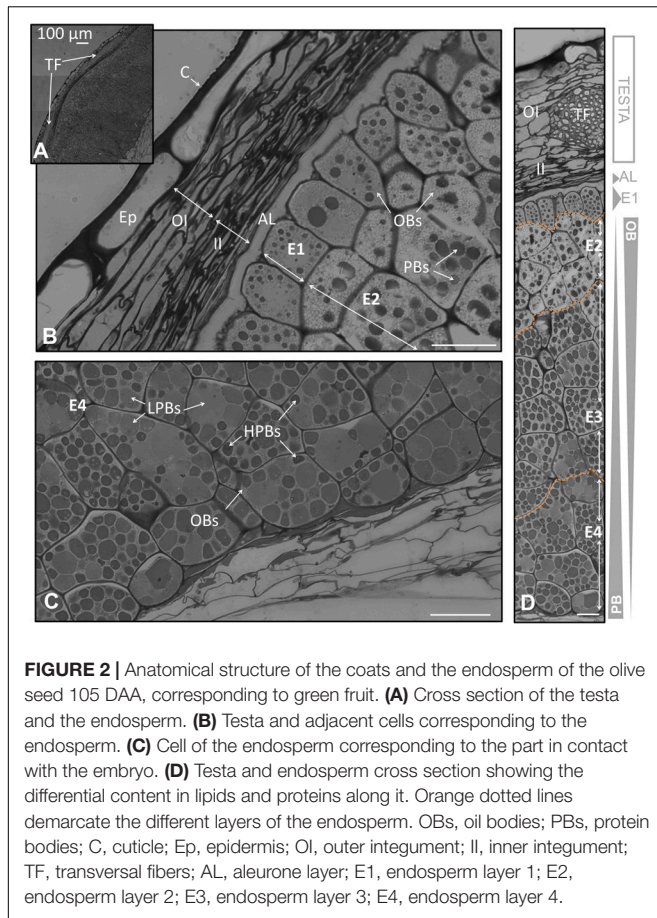 100 µm
TF
A
C
Ep
OI
II
AL
E1
E2
OBs
PBs
B
E4
LPBs
HPBs
OBs
C
OI
TF
II
E2
E3
E4
D
TESTA
AL
E1
OB
PB
FIGURE 2 | Anatomical structure of the coats and the endosperm of the olive
seed 105 DAA, corresponding to green fruit. (A) Cross section of the testa
and the endosperm. (B) Testa and adjacent cells corresponding to the
endosperm. (C) Cell of the endosperm corresponding to the part in contact
with the embryo. (D) Testa and endosperm cross section showing the
differential content in lipids and proteins along it. Orange dotted lines
demarcate the different layers of the endosperm. OBs, oil bodies; PBs, protein
bodies; C, cuticle; Ep, epidermis; OI, outer integument; II, inner integument;
TF, transversal fibers; AL, aleurone layer; E1, endosperm layer 1; E2,
endosperm layer 2; E3, endosperm layer 3; E4, endosperm layer 4.